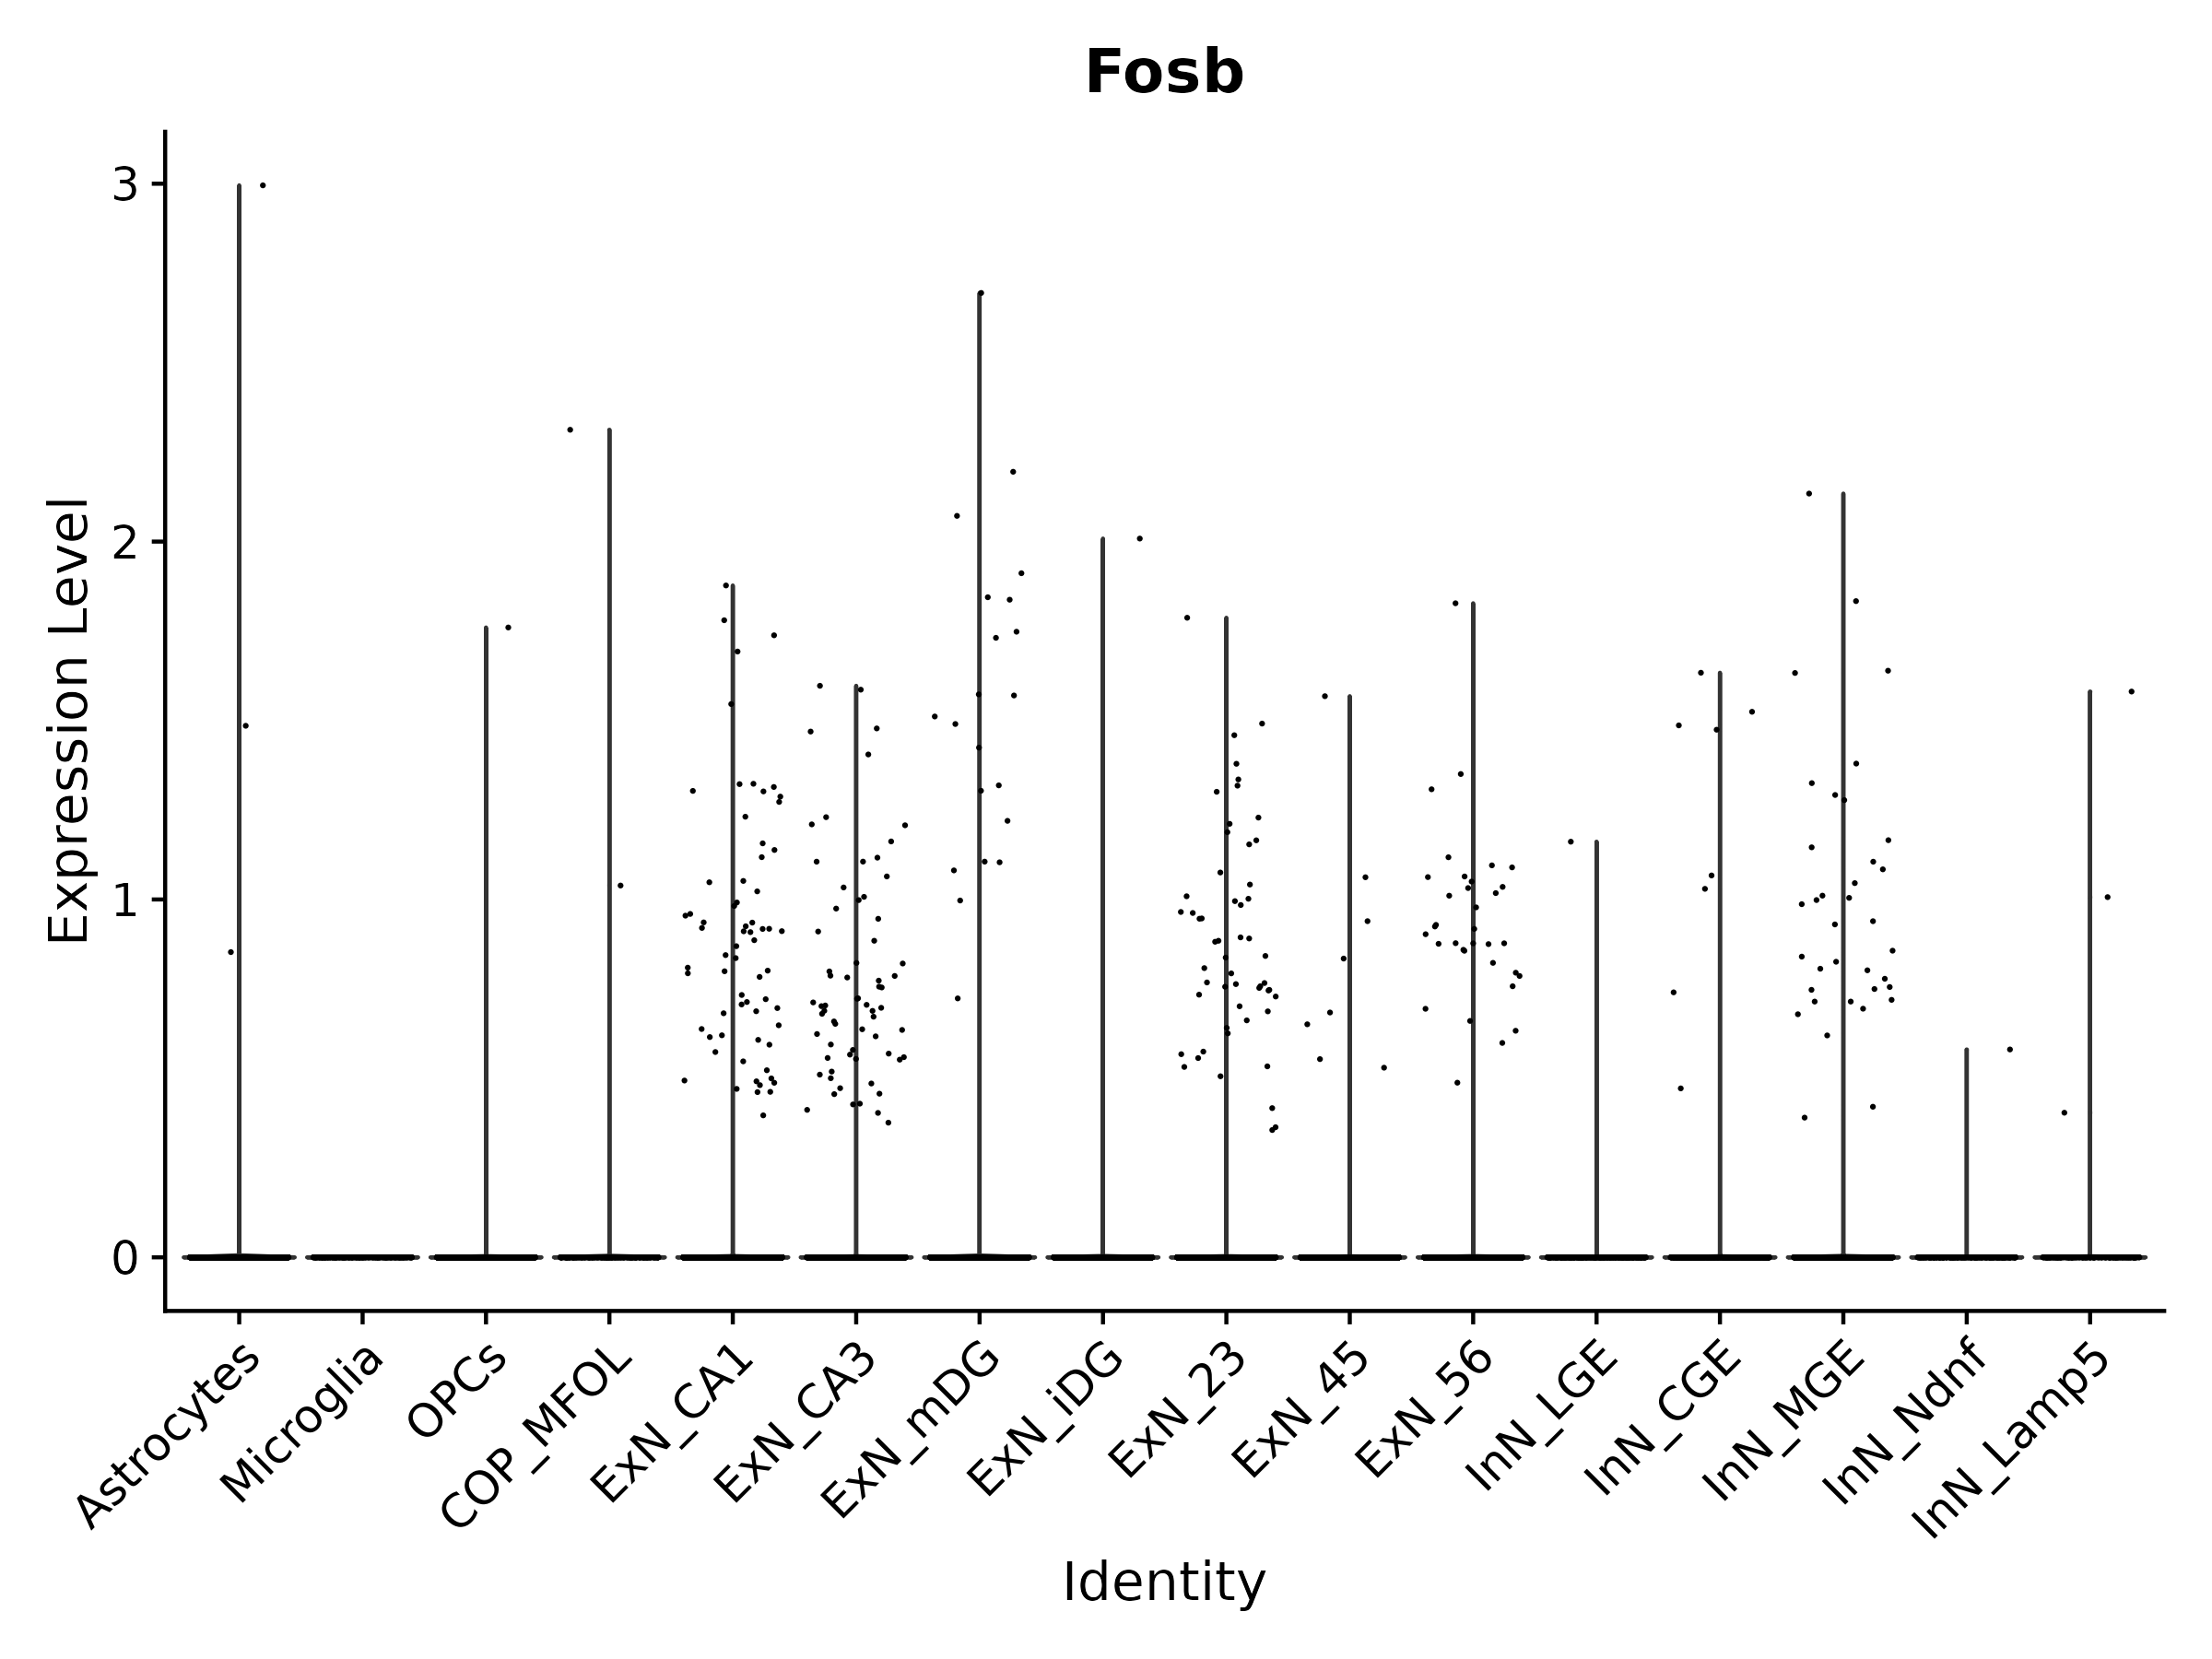 Fosb
Expression Level
3
2
1
0
Astrocytes
Microglia
OPCs
COP_MFOL
ExN_CA1
ExN_CA3
ExN_mDG
ExN_iDG
ExN_23
ExN_45
ExN_56
InN_LGE
InN_CGE
InN_MGE
InN_Ndnf
InN_Lamp5
Identity